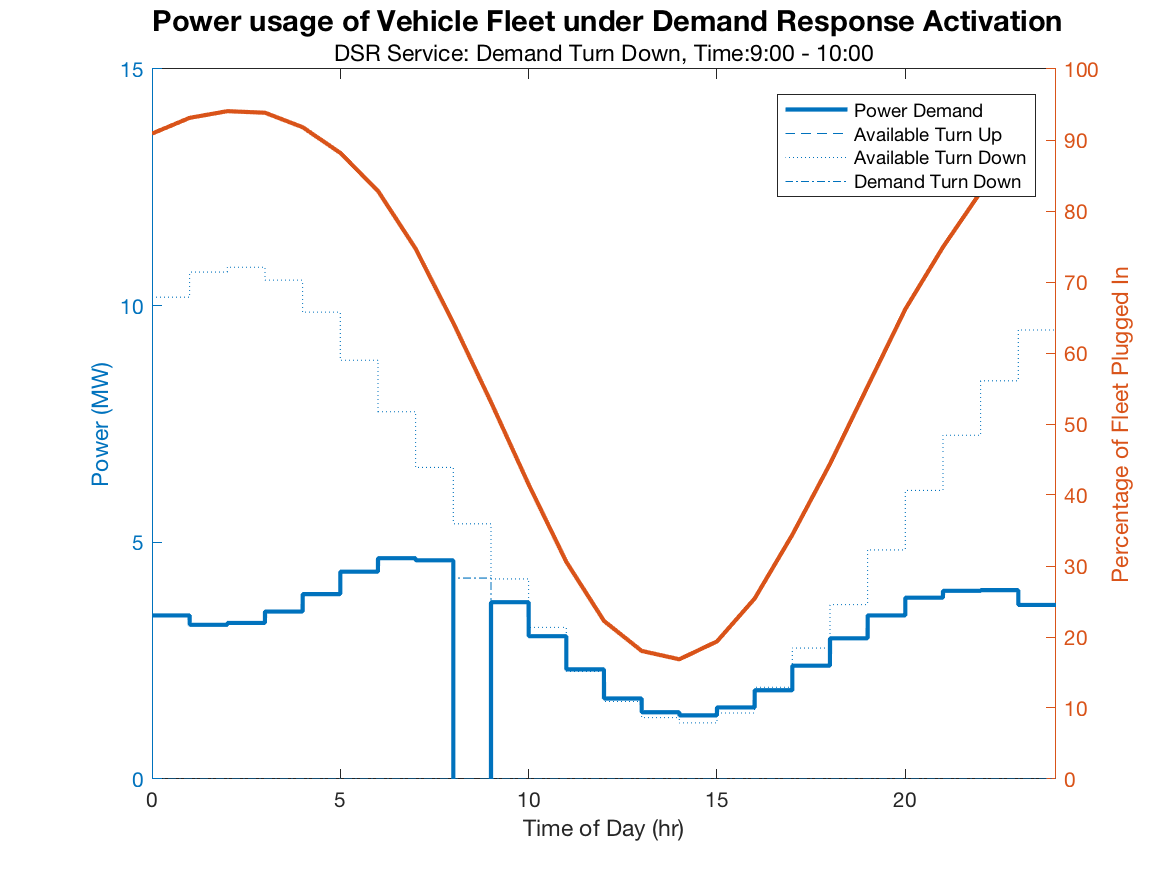 Power usage of Vehicle Fleet under Demand Response Activation
DSR Service: Demand Turn Down, Time:9:00 - 10:00
15
10
5
0
Power (MW)
Power Demand
Available Turn Up
Available Turn Down
Demand Turn Down
100
90
80
70
60
50
40
30
20
10
0
Percentage of Fleet Plugged In
0 5 10 15 20
Time of Day (hr)